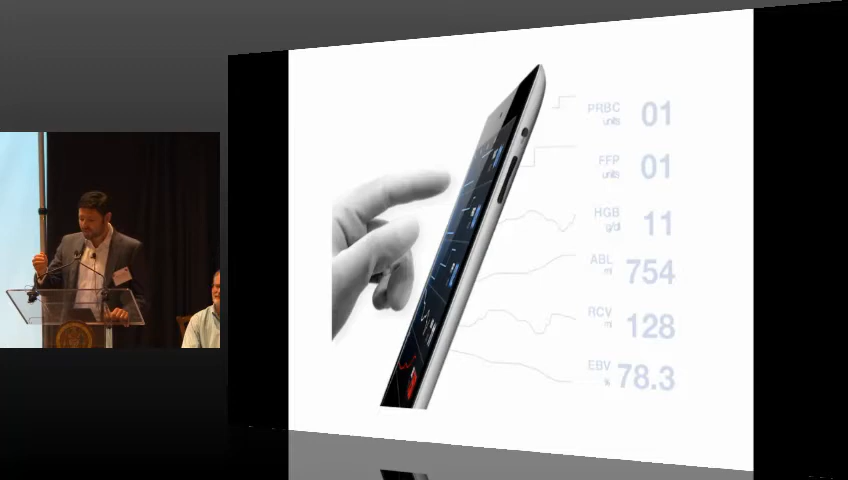 PRBC 01
units
FFP 01
units
HGB 11
g/dl
ABL 754
ml
RCV 128
ml
EBV 78.3
%